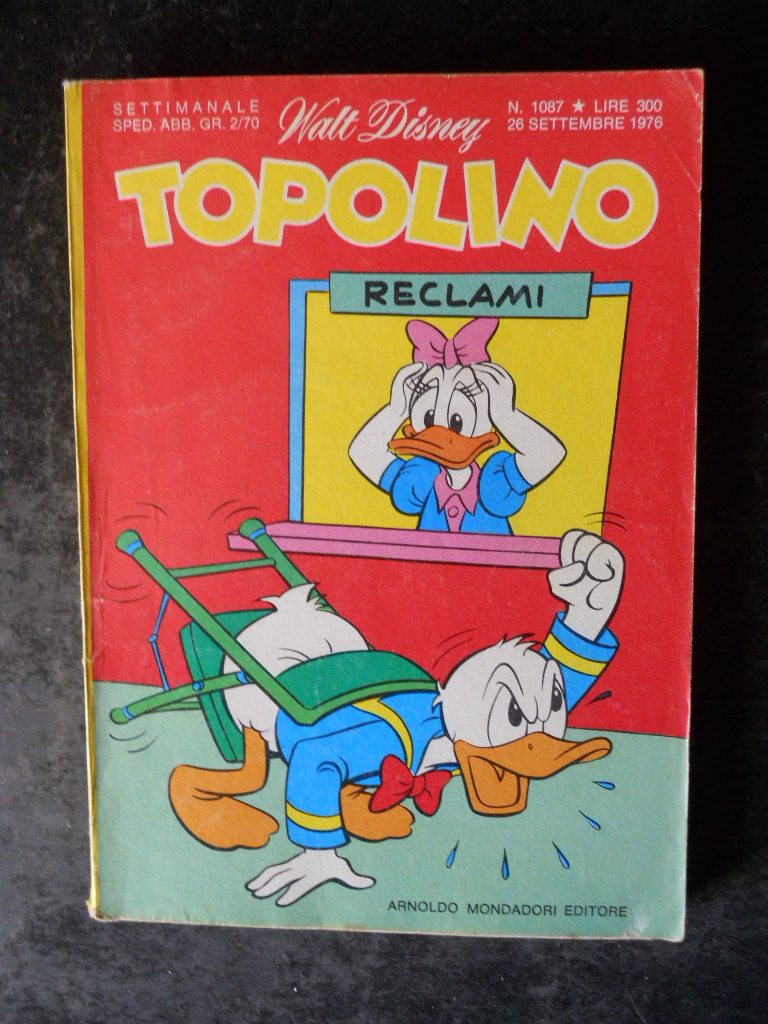 SETTIMANALE
SPED. ABB. GR. 2/70
Walt Disney
N. 1087 ★ LIRE 300
26 SETTEMBRE 1976
TOPOLINO
RECLAMI
ARNOLDO MONDADORI EDITORE